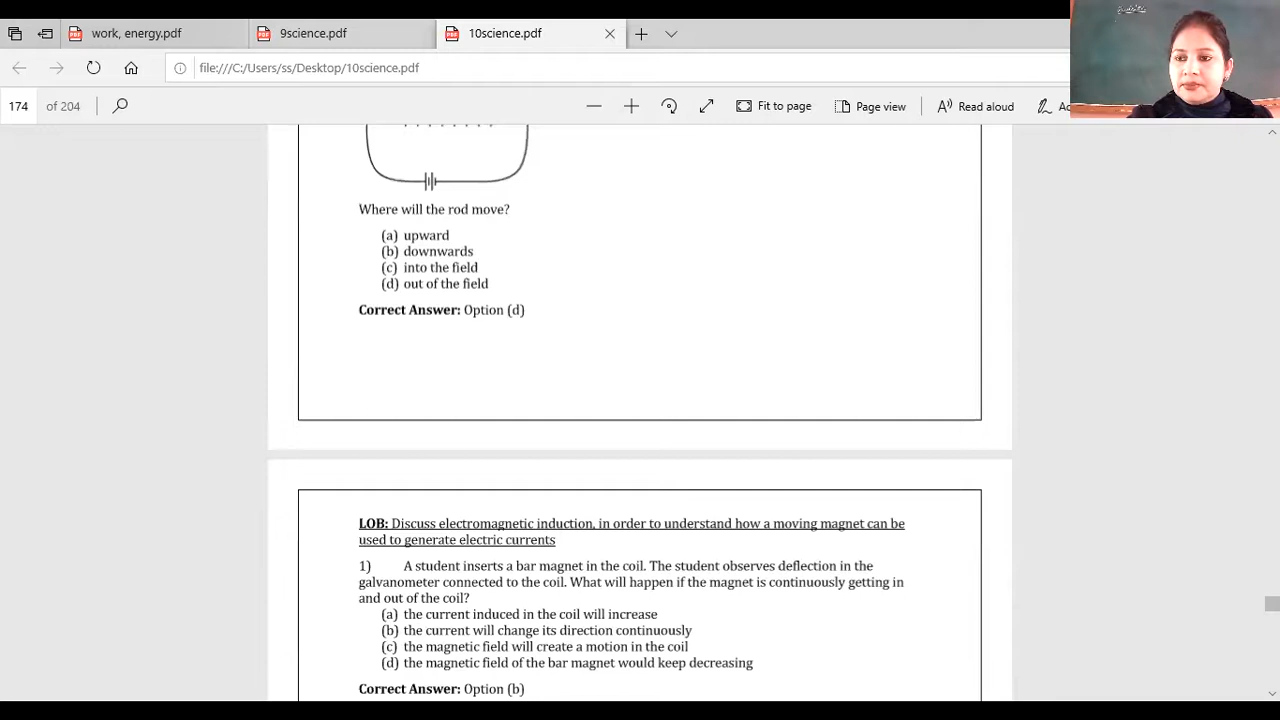 work, energy.pdf
9science.pdf
10science.pdf
file:///C:/Users/ss/Desktop/10science.pdf
174 of 204
Fit to page
Page view
Read aloud
Where will the rod move?
(a) upward
(b) downwards
(c) into the field
(d) out of the field
Correct Answer: Option (d)
LOB: Discuss electromagnetic induction, in order to understand how a moving magnet can be
used to generate electric currents
1) A student inserts a bar magnet in the coil. The student observes deflection in the
galvanometer connected to the coil. What will happen if the magnet is continuously getting in
and out of the coil?
(a) the current induced in the coil will increase
(b) the current will change its direction continuously
(c) the magnetic field will create a motion in the coil
(d) the magnetic field of the bar magnet would keep decreasing
Correct Answer: Option (b)